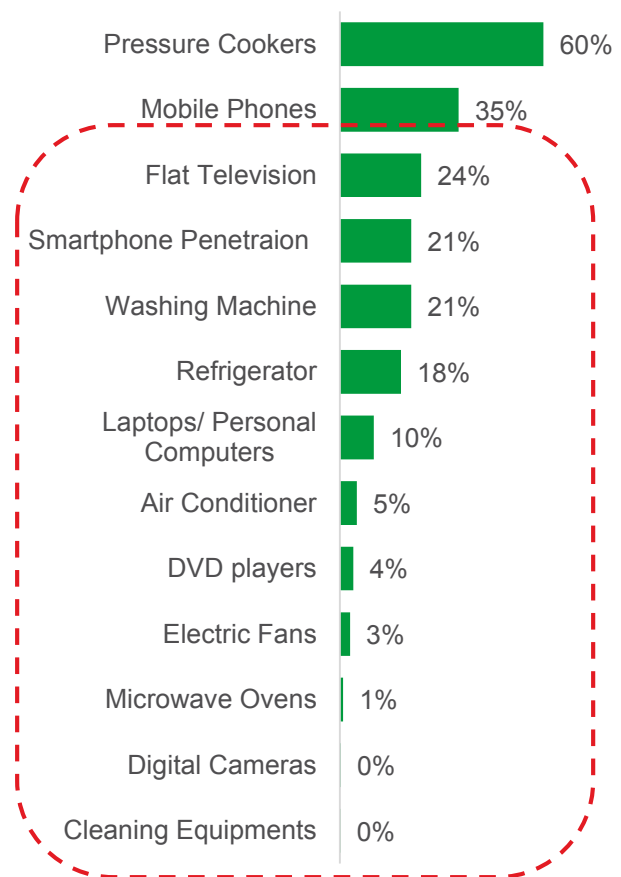 Pressure Cookers 60%
Mobile Phones 35%
Flat Television 24%
Smartphone Penetraion 21%
Washing Machine 21%
Refrigerator 18%
Laptops/ Personal
Computers 10%
Air Conditioner 5%
DVD players 4%
Electric Fans 3%
Microwave Ovens 1%
Digital Cameras 0%
Cleaning Equipments 0%